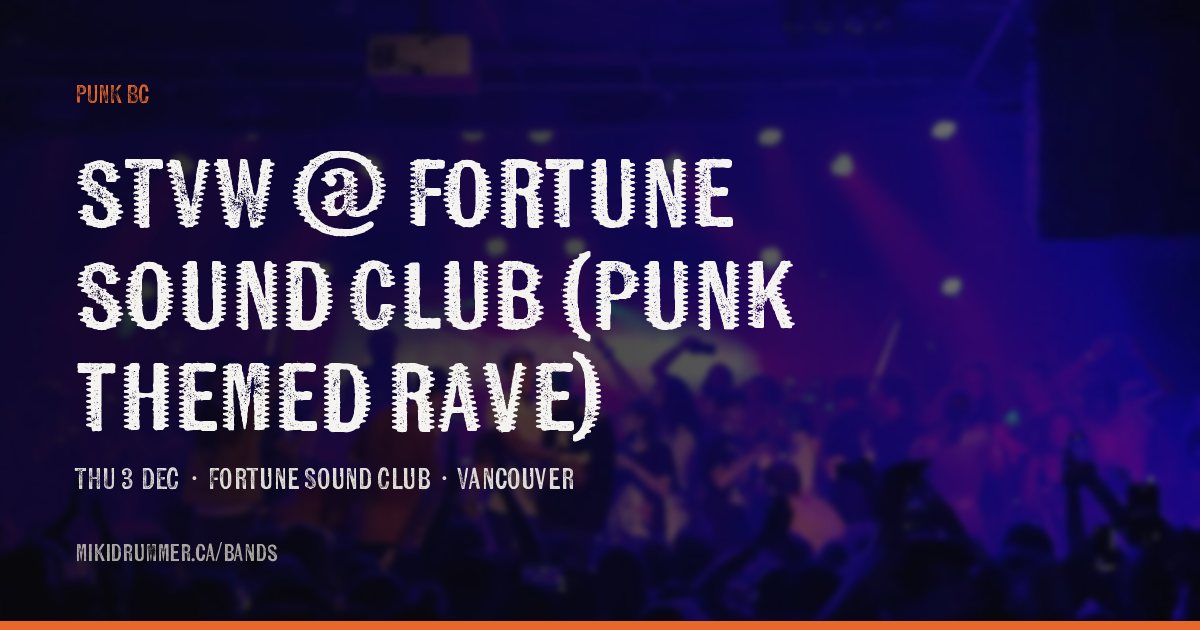 PUNK BC
STVW @ FORTUNE
SOUND CLUB (PUNK
THEMED RAVE)
THU 3 DEC · FORTUNE SOUND CLUB · VANCOUVER
MIKIDRUMMER.CA/BANDS